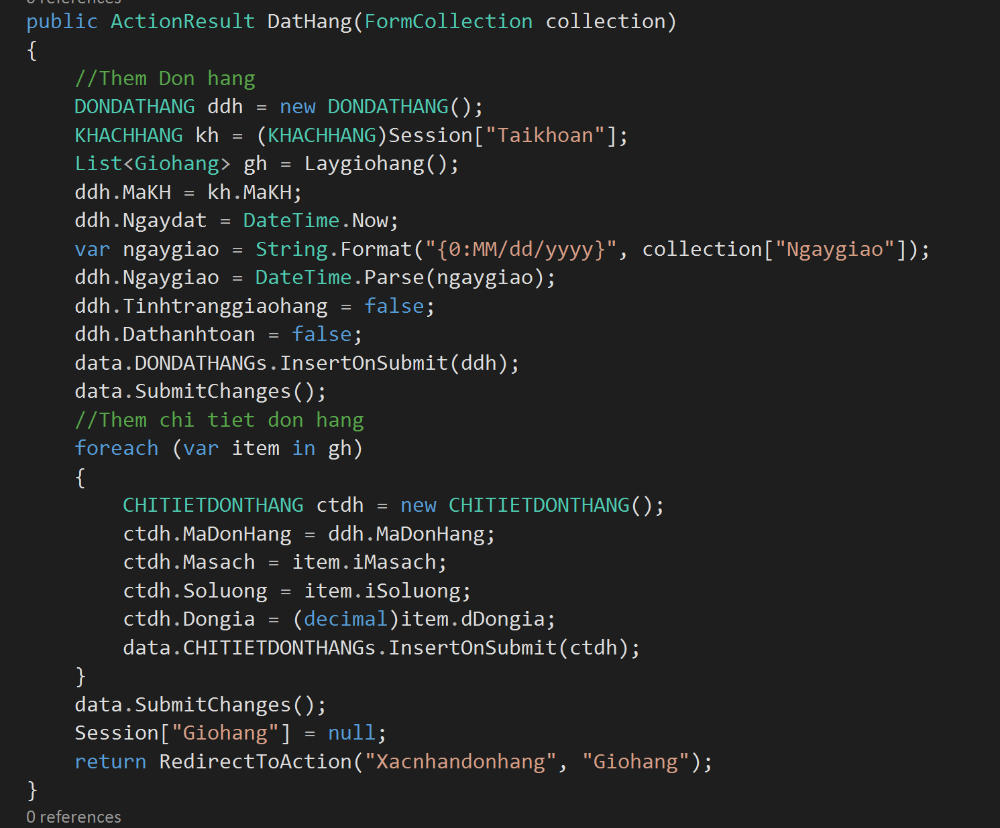 0 references
public ActionResult DatHang(FormCollection collection)
{
    //Them Don hang
    DONDATHANG ddh = new DONDATHANG();
    KHACHHANG kh = (KHACHHANG)Session["Taikhoan"];
    List<Giohang> gh = Laygiohang();
    ddh.MaKH = kh.MaKH;
    ddh.Ngaydat = DateTime.Now;
    var ngaygiao = String.Format("{0:MM/dd/yyyy}", collection["Ngaygiao"]);
    ddh.Ngaygiao = DateTime.Parse(ngaygiao);
    ddh.Tinhtranggiaohang = false;
    ddh.Dathanhtoan = false;
    data.DONDATHANGs.InsertOnSubmit(ddh);
    data.SubmitChanges();
    //Them chi tiet don hang
    foreach (var item in gh)
    {
        CHITIETDONTHANG ctdh = new CHITIETDONTHANG();
        ctdh.MaDonHang = ddh.MaDonHang;
        ctdh.Masach = item.iMasach;
        ctdh.Soluong = item.iSoluong;
        ctdh.Dongia = (decimal)item.dDongia;
        data.CHITIETDONTHANGs.InsertOnSubmit(ctdh);
    }
    data.SubmitChanges();
    Session["Giohang"] = null;
    return RedirectToAction("Xacnhandonhang", "Giohang");
}
0 references